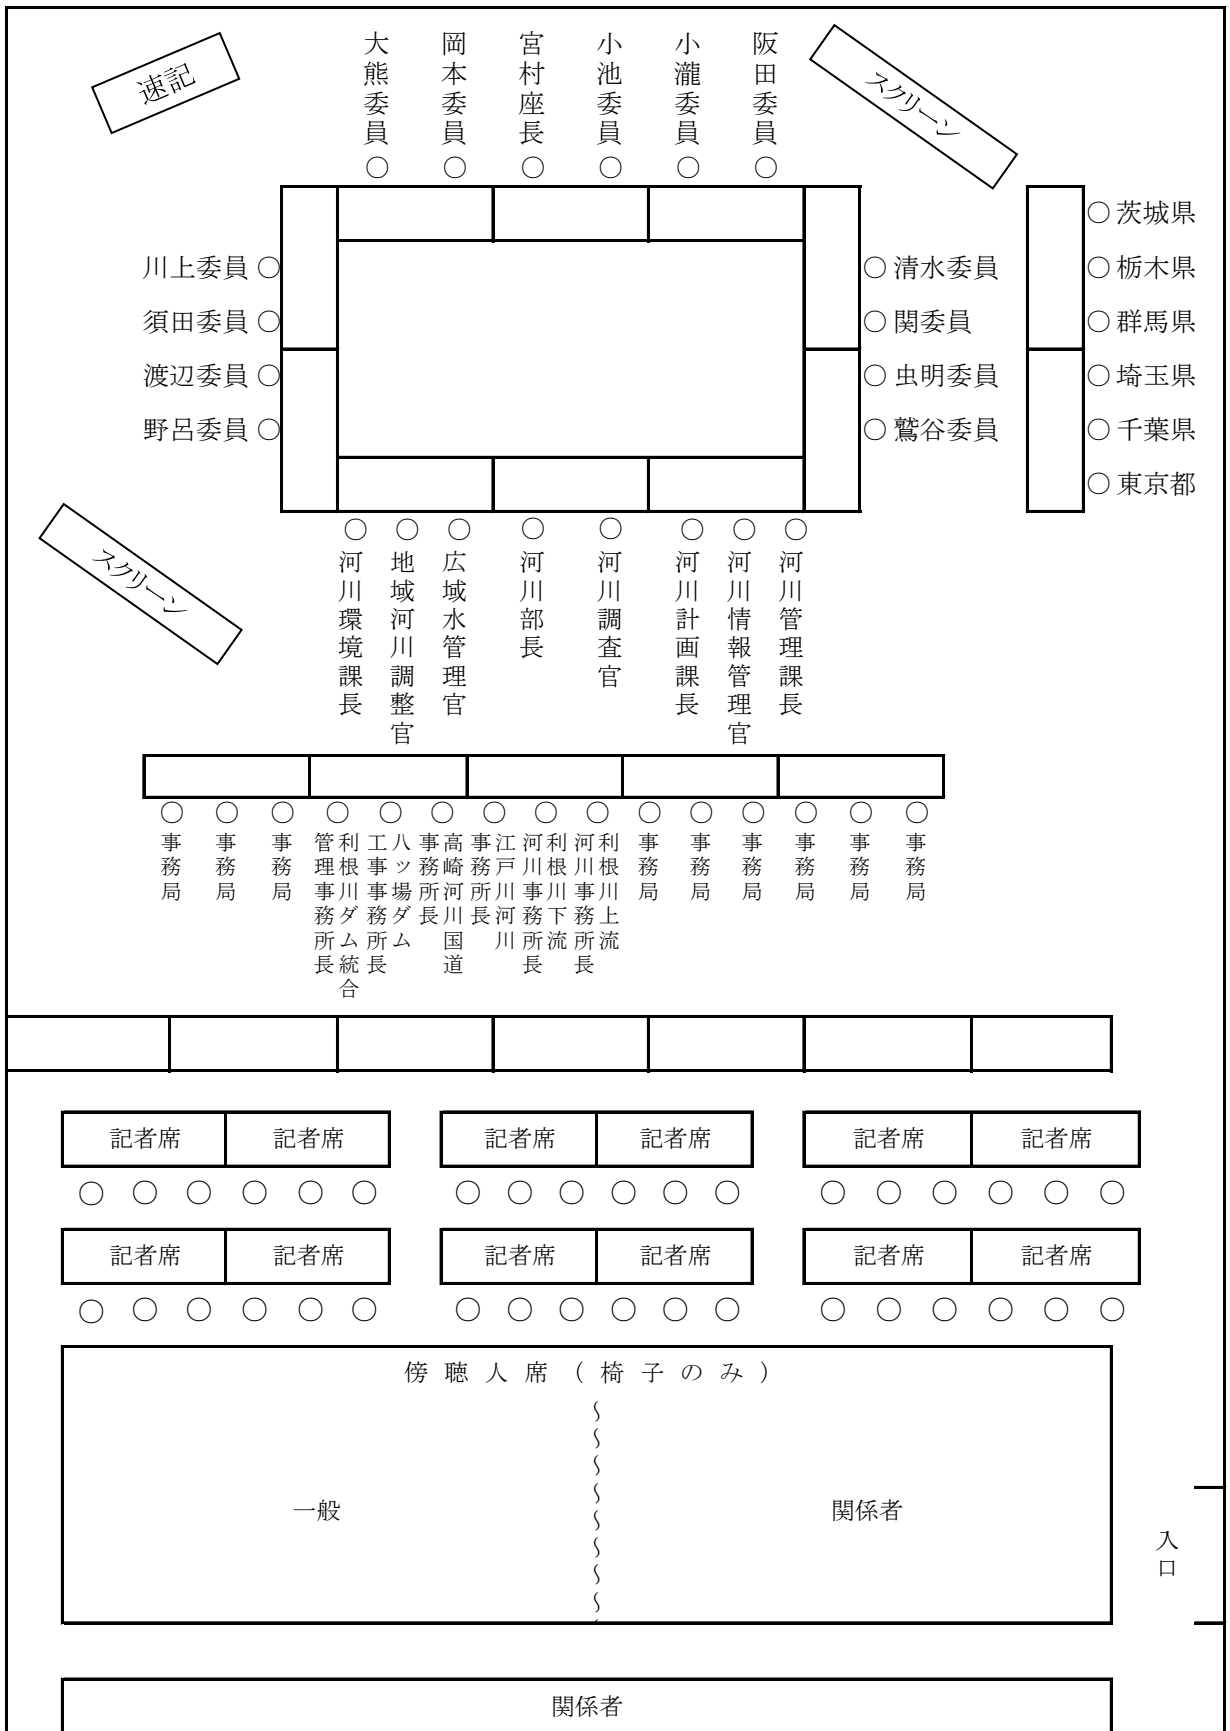 速記
大熊委員
岡本委員
宮村座長
小池委員
小瀧委員
阪田委員
スクリーン
川上委員
須田委員
渡辺委員
野呂委員
清水委員
関委員
虫明委員
鷲谷委員
茨城県
栃木県
群馬県
埼玉県
千葉県
東京都
スクリーン
河川環境課長
地域河川調整官
広域水管理官
河川部長
河川調査官
河川計画課長
河川情報管理官
河川管理課長
事務局
事務局
事務局
利根川ダム統合
管理事務所長
八ッ場ダム
工事事務所長
高崎河川国道
事務所長
江戸川河川
事務所長
利根川下流
河川事務所長
利根川上流
河川事務所長
事務局
事務局
事務局
事務局
事務局
事務局
記者席
記者席
記者席
記者席
記者席
記者席
記者席
記者席
記者席
記者席
記者席
記者席
傍聴人席(椅子のみ)
一般
関係者
入口
関係者